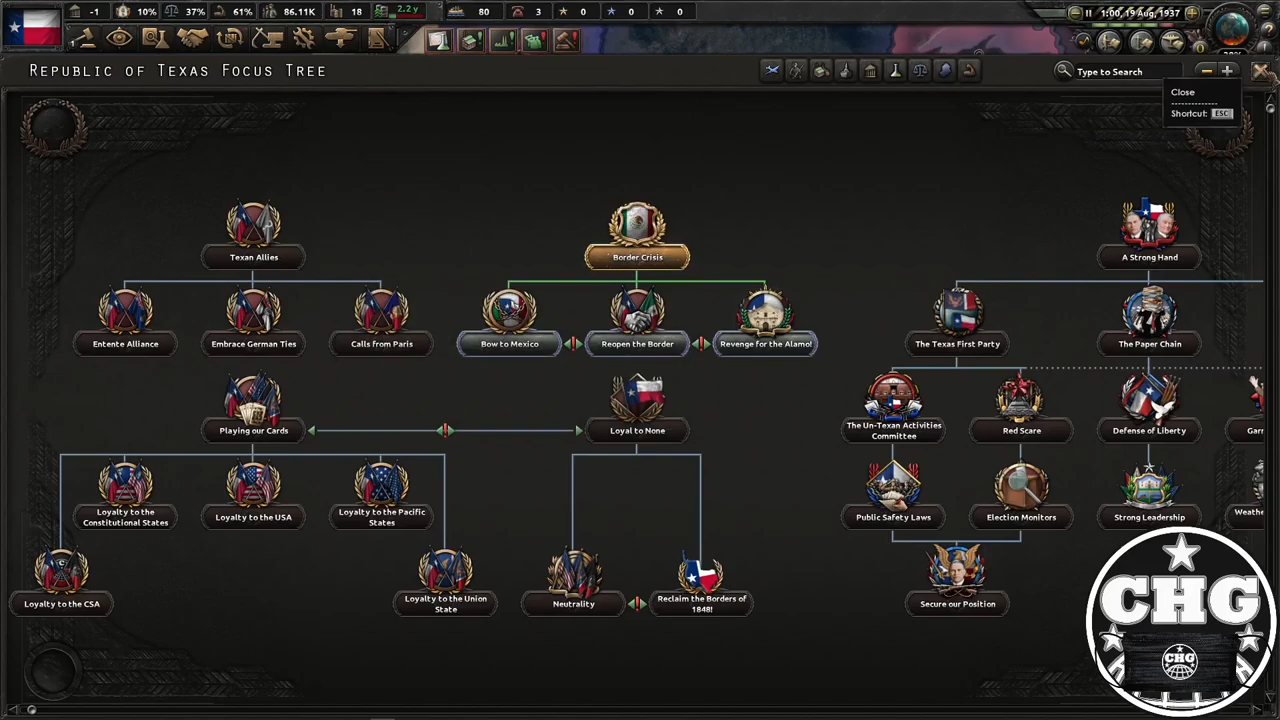 -1
10%
37%
61%
86.11K
18
2.2 y
80
3
0
0
0
1:00, 19 Aug, 1937
Republic of Texas Focus Tree
Type to Search
Close
Shortcut: ESC
Texan Allies
Border Crisis
A Strong Hand
Entente Alliance
Embrace German Ties
Calls from Paris
Bow to Mexico
Reopen the Border
Revenge for the Alamo!
The Texas First Party
The Paper Chain
Playing our Cards
Loyal to None
The Un-Texan Activities
Committee
Red Scare
Defense of Liberty
Loyalty to the
Constitutional States
Loyalty to the USA
Loyalty to the Pacific
States
Public Safety Laws
Election Monitors
Strong Leadership
Loyalty to the CSA
Loyalty to the Union
State
Neutrality
Reclaim the Borders of
1848!
Secure our Position
CHG
CHG